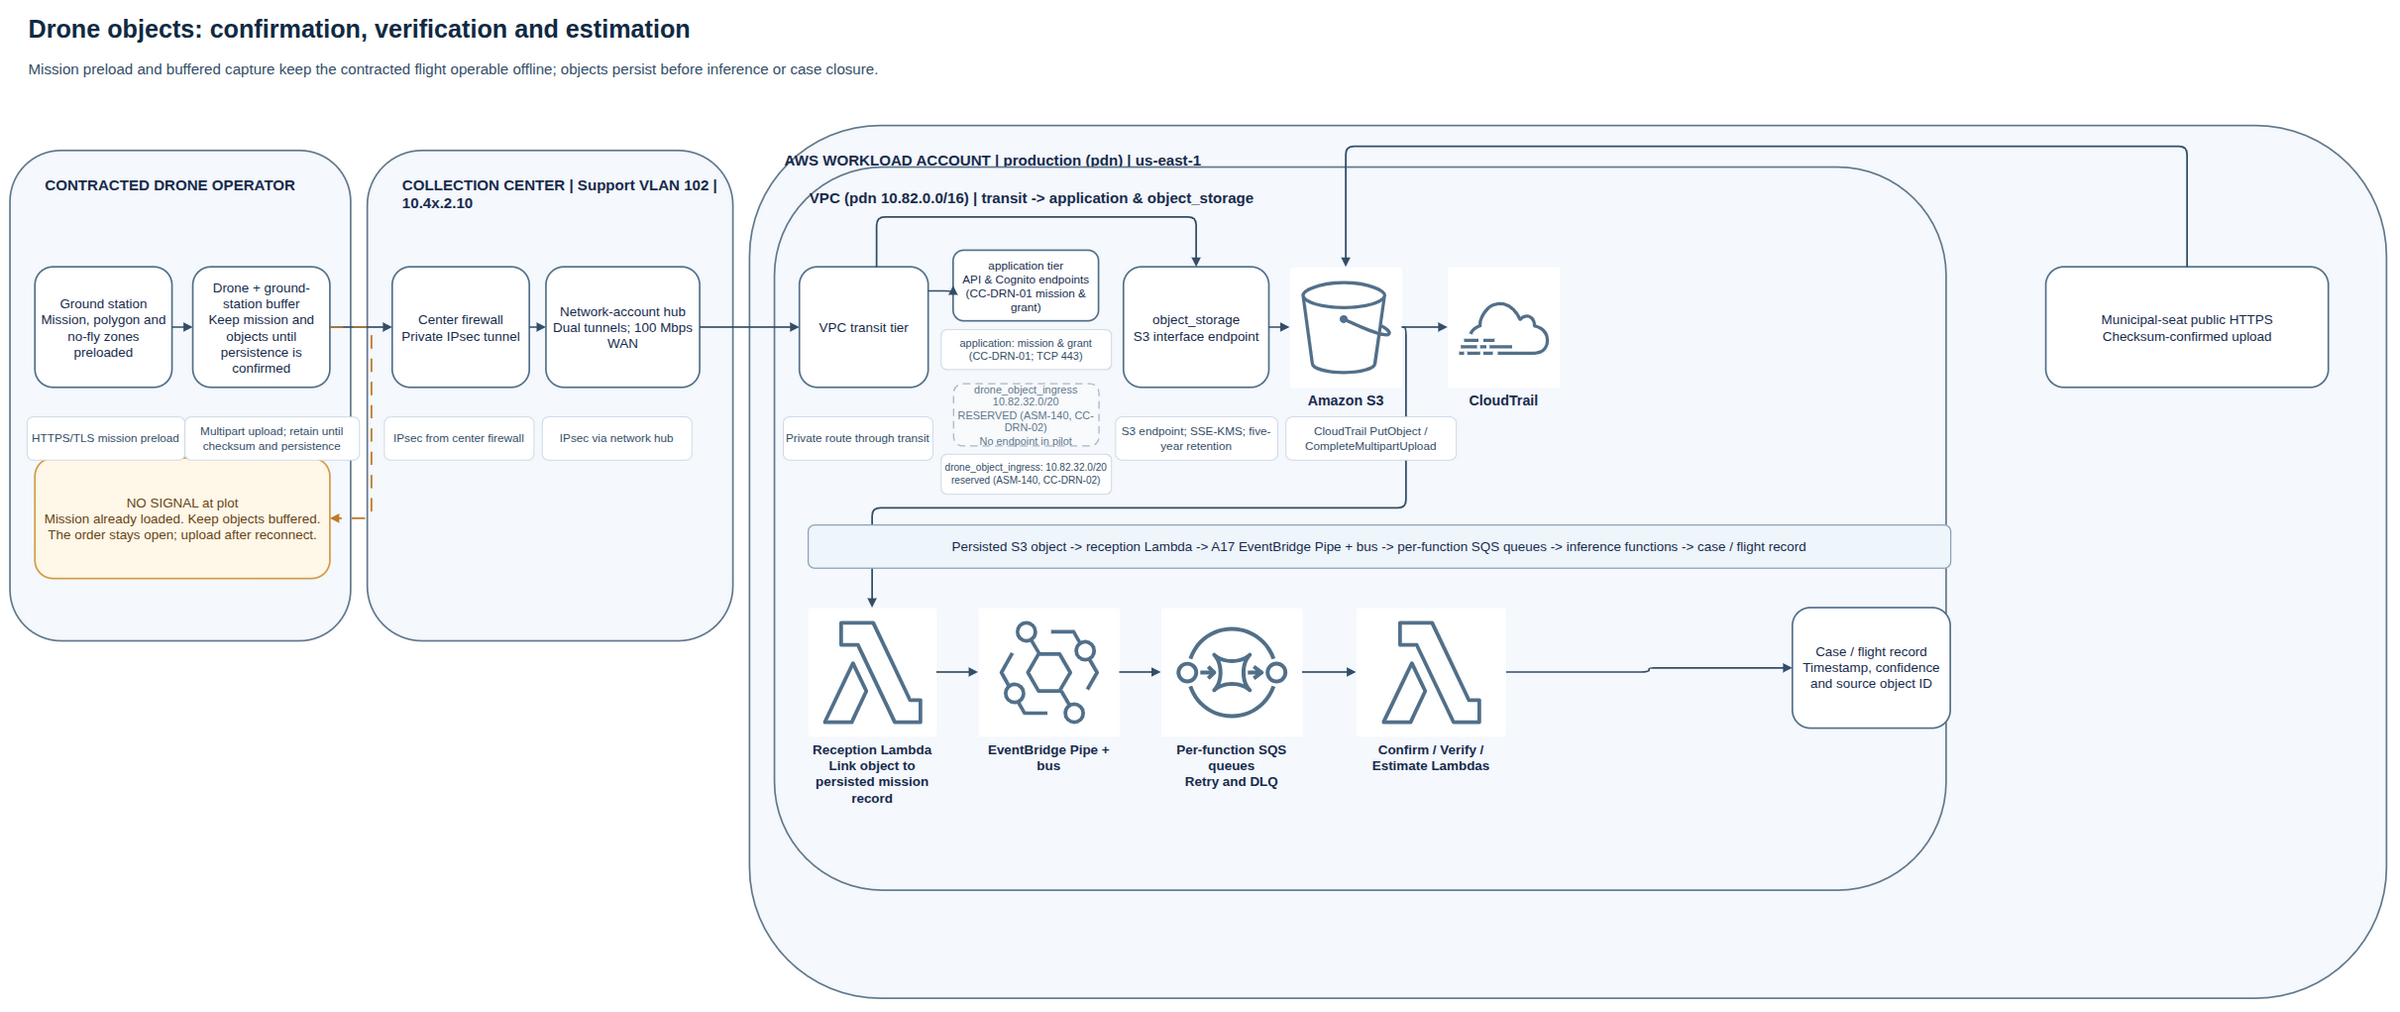 Drone objects: confirmation, verification and estimation
Mission preload and buffered capture keep the contracted flight operable offline; objects persist before inference or case closure.
CONTRACTED DRONE OPERATOR
Ground station
Mission, polygon and
no-fly zones
preloaded
Drone + ground-
station buffer
Keep mission and
objects until
persistence is
confirmed
HTTPS/TLS mission preload
Multipart upload; retain until
checksum and persistence
NO SIGNAL at plot
Mission already loaded. Keep objects buffered.
The order stays open; upload after reconnect.
COLLECTION CENTER | Support VLAN 102 |
10.4x.2.10
Center firewall
Private IPsec tunnel
Network-account hub
Dual tunnels; 100 Mbps
WAN
IPsec from center firewall
IPsec via network hub
AWS WORKLOAD ACCOUNT | production (pdn) | us-east-1
VPC (pdn 10.82.0.0/16) | transit -> application & object_storage
VPC transit tier
Private route through transit
application tier
API & Cognito endpoints
(CC-DRN-01 mission &
grant)
application: mission & grant
(CC-DRN-01; TCP 443)
drone_object_ingress
10.82.32.0/20
RESERVED (ASM-140, CC-
DRN-02)
No endpoint in pilot
drone_object_ingress: 10.82.32.0/20
reserved (ASM-140, CC-DRN-02)
object_storage
S3 interface endpoint
S3 endpoint; SSE-KMS; five-
year retention
Amazon S3
CloudTrail
CloudTrail PutObject /
CompleteMultipartUpload
Municipal-seat public HTTPS
Checksum-confirmed upload
Persisted S3 object -> reception Lambda -> A17 EventBridge Pipe + bus -> per-function SQS queues -> inference functions -> case / flight record
Reception Lambda
Link object to
persisted mission
record
EventBridge Pipe +
bus
Per-function SQS
queues
Retry and DLQ
Confirm / Verify /
Estimate Lambdas
Case / flight record
Timestamp, confidence
and source object ID